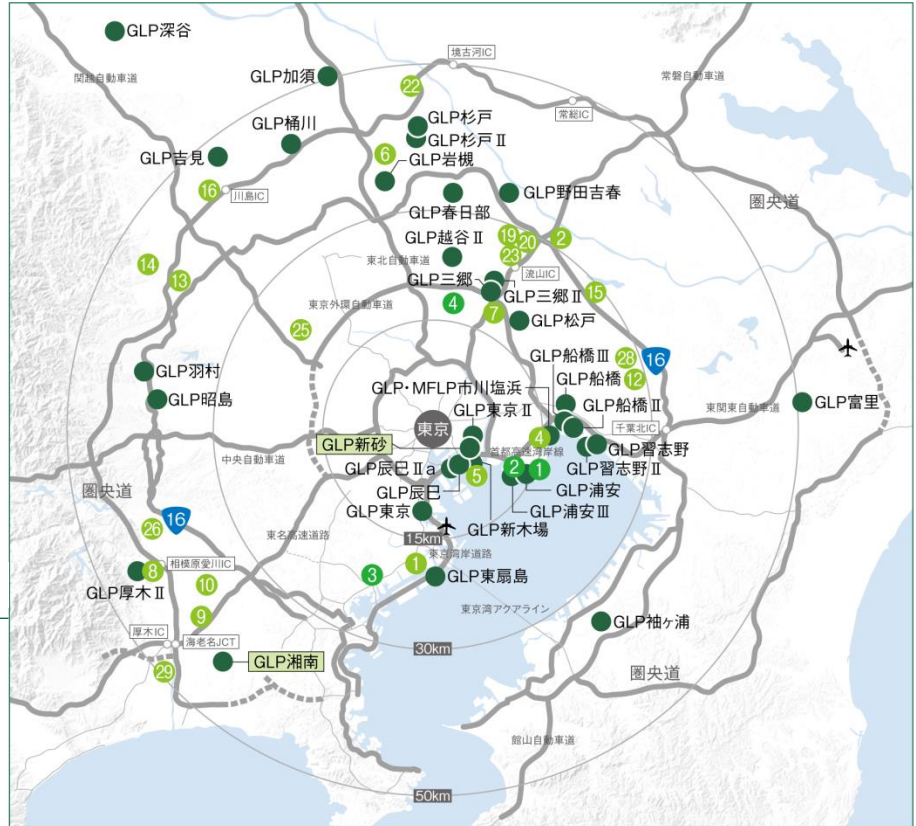 GLP深谷
境古河IC
関越自動車道
常磐自動車道
GLP加須
22
常総IC
GLP杉戸
GLP桶川
GLP杉戸Ⅱ
GLP吉見
6
GLP岩槻
16
川島IC
GLP野田吉春
圏央道
GLP春日部
GLP越谷Ⅱ
19
20
2
23
14
東北自動車道
流山IC
13
GLP三郷
GLP三郷Ⅱ
15
東京外環自動車道
4
7
25
GLP松戸
GLP船橋Ⅲ
28
16
GLP羽村
GLP・MFLP市川塩浜
GLP船橋
12
GLP昭島
GLP東京Ⅱ
GLP船橋Ⅱ
東関東自動車道
GLP富里
東京
4
千葉北IC
GLP新砂
首都高速湾岸線
GLP習志野
中央自動車道
GLP辰巳Ⅱa
5
2
1
GLP習志野Ⅱ
圏央道
GLP辰巳
GLP浦安
GLP東京
GLP浦安Ⅲ
16
26
東名高速道路
GLP新木場
15km
東京湾岸道路
8
相模原愛川IC
3
1
GLP厚木Ⅱ
10
GLP東扇島
9
東京湾アクアライン
GLP袖ヶ浦
厚木IC
海老名JCT
30km
GLP湘南
圏央道
29
館山自動車道
50km